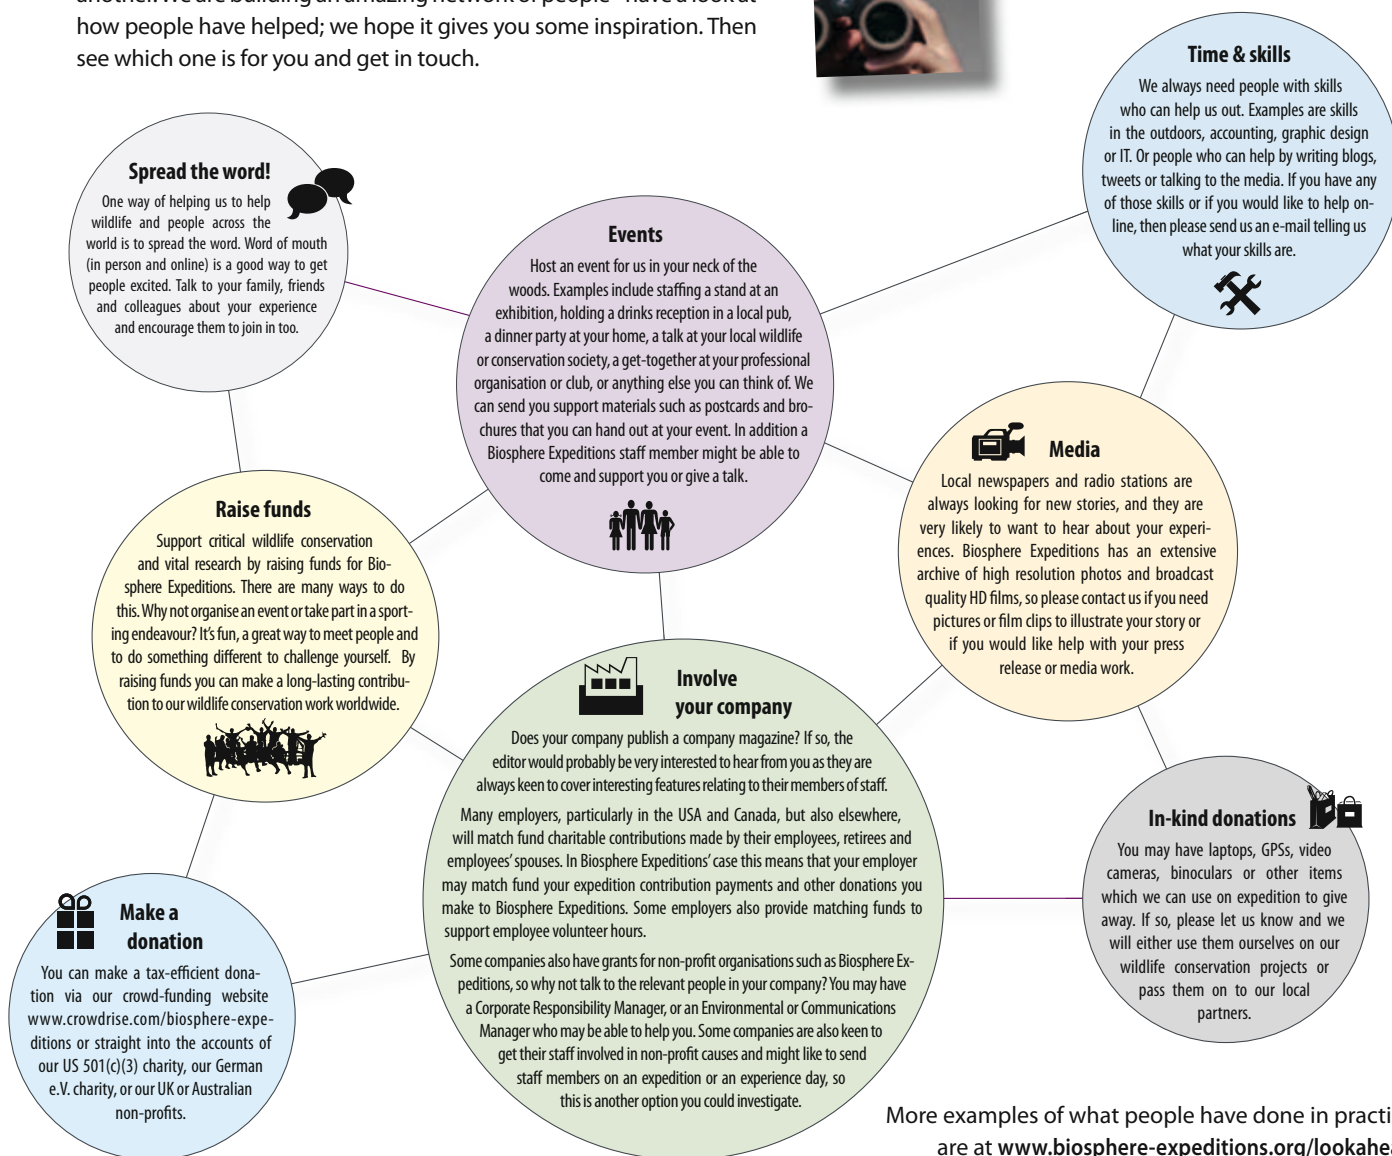 how people have helped; we hope it gives you some inspiration. Then
see which one is for you and get in touch.
Time & skills
We always need people with skills
who can help us out. Examples are skills
in the outdoors, accounting, graphic design
or IT. Or people who can help by writing blogs,
tweets or talking to the media. If you have any
of those skills or if you would like to help on-
line, then please send us an e-mail telling us
what your skills are.
Spread the word!
One way of helping us to help
wildlife and people across the
world is to spread the word. Word of mouth
(in person and online) is a good way to get
people excited. Talk to your family, friends
and colleagues about your experience
and encourage them to join in too.
Events
Host an event for us in your neck of the
woods. Examples include staffing a stand at an
exhibition, holding a drinks reception in a local pub,
a dinner party at your home, a talk at your local wildlife
or conservation society, a get-together at your professional
organisation or club, or anything else you can think of. We
can send you support materials such as postcards and bro-
chures that you can hand out at your event. In addition a
Biosphere Expeditions staff member might be able to
come and support you or give a talk.
Media
Local newspapers and radio stations are
always looking for new stories, and they are
very likely to want to hear about your experi-
ences. Biosphere Expeditions has an extensive
archive of high resolution photos and broadcast
quality HD films, so please contact us if you need
pictures or film clips to illustrate your story or
if you would like help with your press
release or media work.
Raise funds
Support critical wildlife conservation
and vital research by raising funds for Bio-
sphere Expeditions. There are many ways to do
this. Why not organise an event or take part in a sport-
ing endeavour? It's fun, a great way to meet people and
to do something different to challenge yourself. By
raising funds you can make a long-lasting contribu-
tion to our wildlife conservation work worldwide.
Involve
your company
Does your company publish a company magazine? If so, the
editor would probably be very interested to hear from you as they are
always keen to cover interesting features relating to their members of staff.
Many employers, particularly in the USA and Canada, but also elsewhere,
will match fund charitable contributions made by their employees, retirees and
employees' spouses. In Biosphere Expeditions' case this means that your employer
may match fund your expedition contribution payments and other donations you
make to Biosphere Expeditions. Some employers also provide matching funds to
support employee volunteer hours.
Some companies also have grants for non-profit organisations such as Biosphere Ex-
peditions, so why not talk to the relevant people in your company? You may have
a Corporate Responsibility Manager, or an Environmental or Communications
Manager who may be able to help you. Some companies are also keen to
get their staff involved in non-profit causes and might like to send
staff members on an expedition or an experience day, so
this is another option you could investigate.
In-kind donations
You may have laptops, GPSs, video
cameras, binoculars or other items
which we can use on expedition to give
away. If so, please let us know and we
will either use them ourselves on our
wildlife conservation projects or
pass them on to our local
partners.
Make a
donation
You can make a tax-efficient dona-
tion via our crowd-funding website
www.crowdrise.com/biosphere-expe-
ditions or straight into the accounts of
our US 501(c)(3) charity, our German
e.V. charity, or our UK or Australian
non-profits.
More examples of what people have done in practi
are at www.biosphere-expeditions.org/lookahea